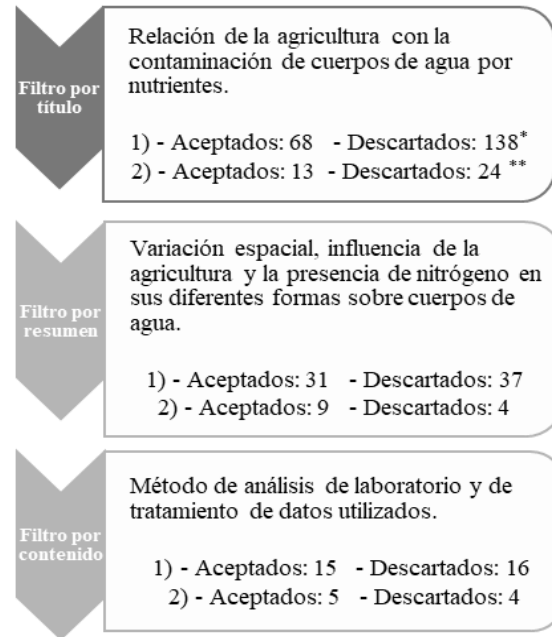 Filtro por
título
Relación de la agricultura con la
contaminación de cuerpos de agua por
nutrientes.
1) - Aceptados: 68 - Descartados: 138*
2) - Aceptados: 13 - Descartados: 24 **
Filtro por
resumen
Variación espacial, influencia de la
agricultura y la presencia de nitrógeno en
sus diferentes formas sobre cuerpos de
agua.
1) - Aceptados: 31 - Descartados: 37
2) - Aceptados: 9 - Descartados: 4
Filtro por
contenido
Método de análisis de laboratorio y de
tratamiento de datos utilizados.
1) - Aceptados: 15 - Descartados: 16
2) - Aceptados: 5 - Descartados: 4